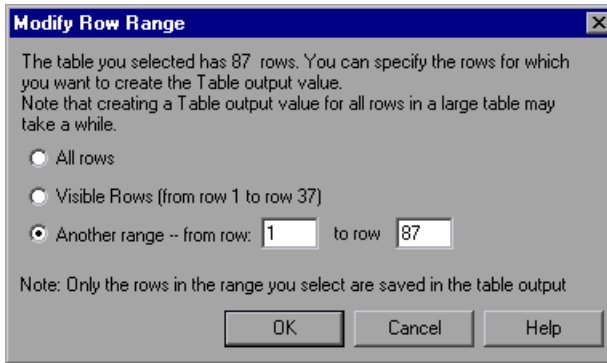 Modify Row Range
The table you selected has 87 rows. You can specify the rows for which
you want to create the Table output value.
Note that creating a Table output value for all rows in a large table may
take a while.
All rows
Visible Rows (from row 1 to row 37)
Another range -- from row: 1 to row 87
Note: Only the rows in the range you select are saved in the table output
OK Cancel Help